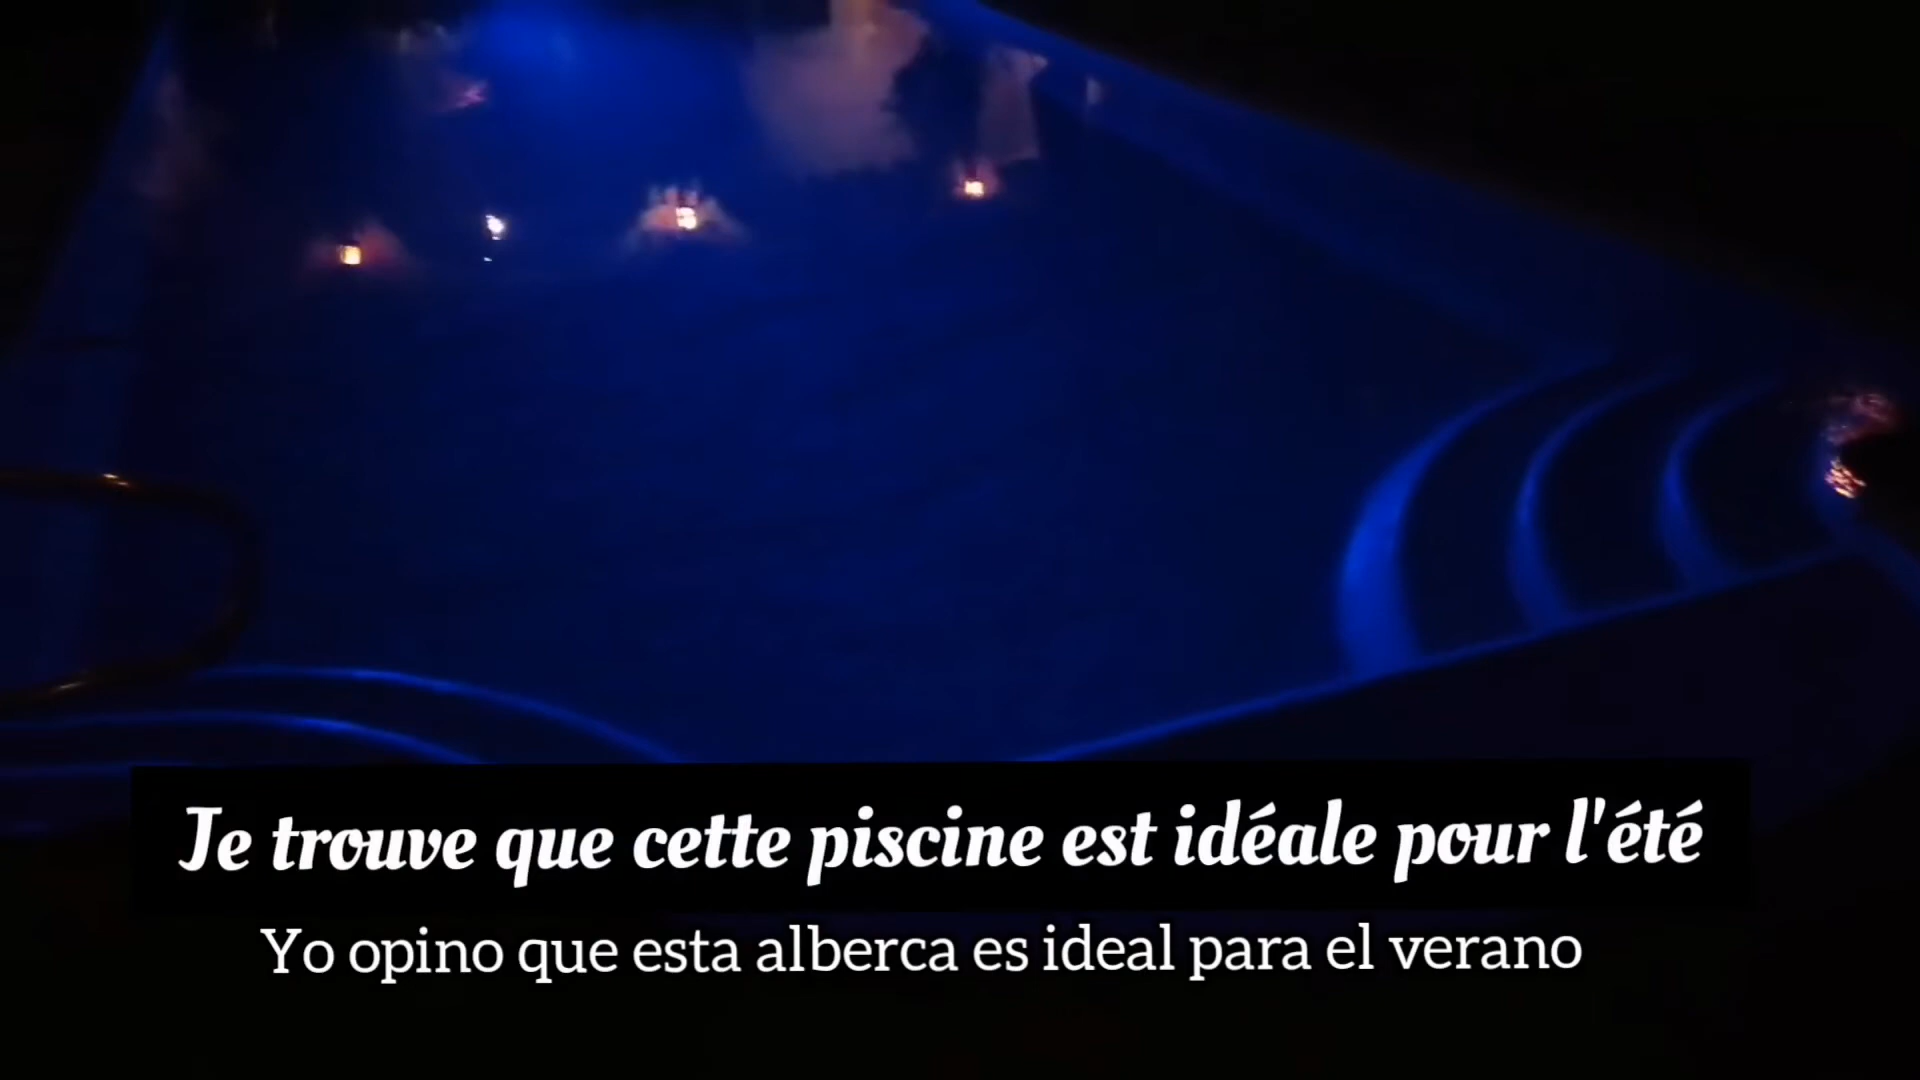 Je trouve que cette piscine est idéale pour l'été
Yo opino que esta alberca es ideal para el verano